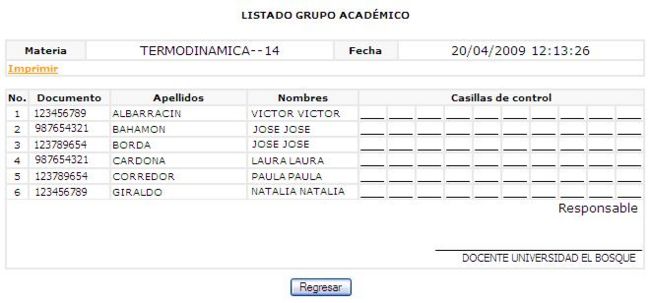 LISTADO GRUPO ACADÉMICO
Materia TERMODINAMICA--14 Fecha 20/04/2009 12:13:26
Imprimir
No. Documento Apellidos Nombres Casillas de control
1 123456789 ALBARRACIN VICTOR VICTOR
2 987654321 BAHAMON JOSE JOSE
3 123789654 BORDA JOSE JOSE
4 987654321 CARDONA LAURA LAURA
5 123789654 CORREDOR PAULA PAULA
6 123456789 GIRALDO NATALIA NATALIA
Responsable
DOCENTE UNIVERSIDAD EL BOSQUE
Regresar